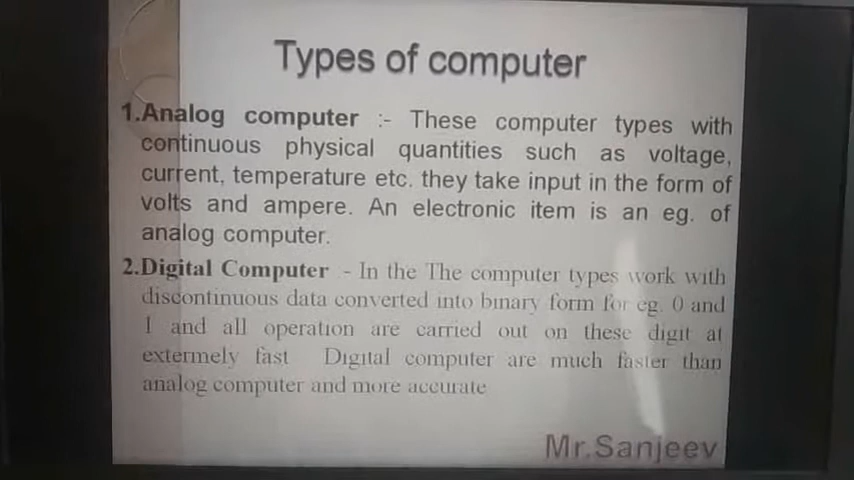 Types of computer
1.Analog computer :- These computer types with
continuous physical quantities such as voltage,
current, temperature etc. they take input in the form of
volts and ampere. An electronic item is an eg. of
analog computer.
2.Digital Computer :- In the The computer types work with
discontinuous data converted into binary form for eg. 0 and
1 and all operation are carried out on these digit at
extermely fast Digital computer are much faster than
analog computer and more accurate
Mr.Sanjeev